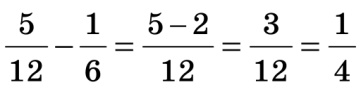 5/12 − 1/6 = 5−2/12 = 3/12 = 1/4